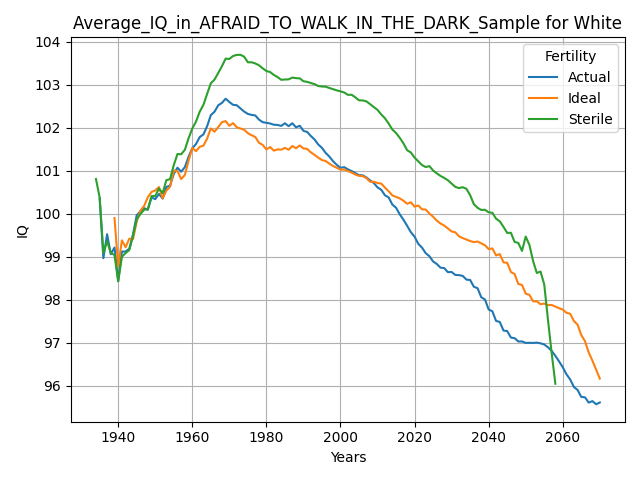 Average_IQ_in_AFRAID_TO_WALK_IN_THE_DARK_Sample for White
Fertility
Actual
Ideal
Sterile
104
103
102
101
100
99
98
97
96
IQ
1940
1960
1980
2000
2020
2040
2060
Years